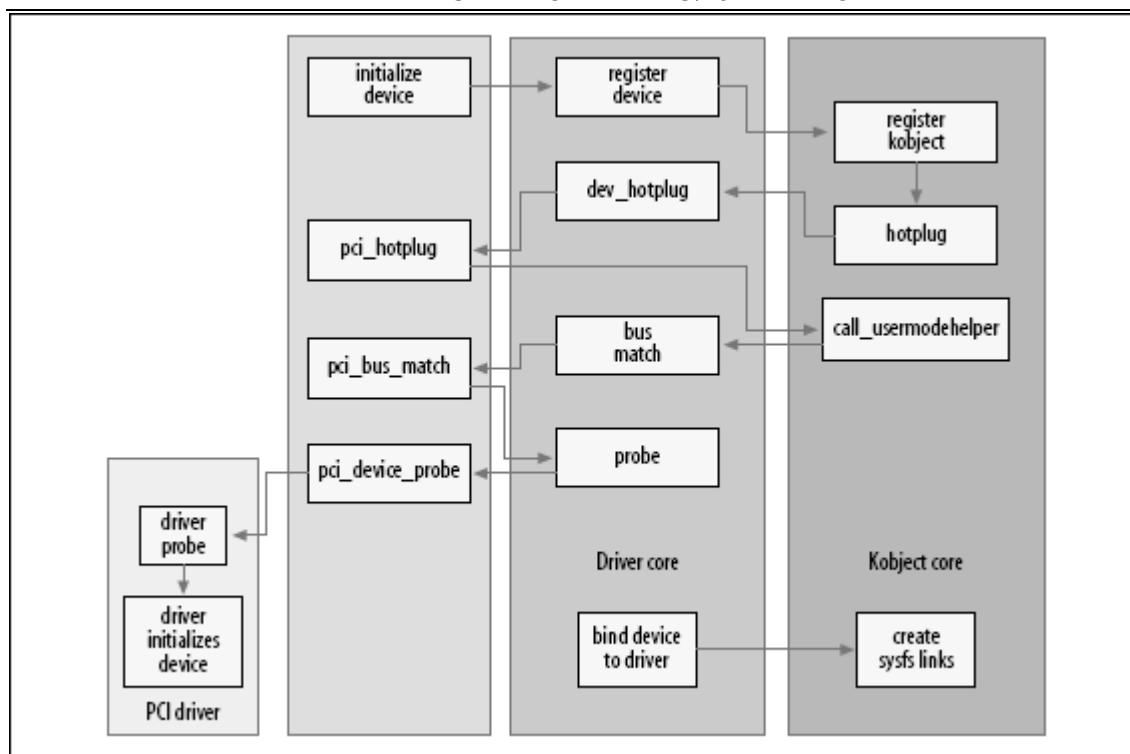 initialize
device
register
device
register
kobject
dev_hotplug
hotplug
pci_hotplug
call_usermodehelper
bus
match
pci_bus_match
probe
pci_device_probe
driver
probe
driver
initializes
device
PCI driver
Driver core
Kobject core
bind device
to driver
create
sysfs links